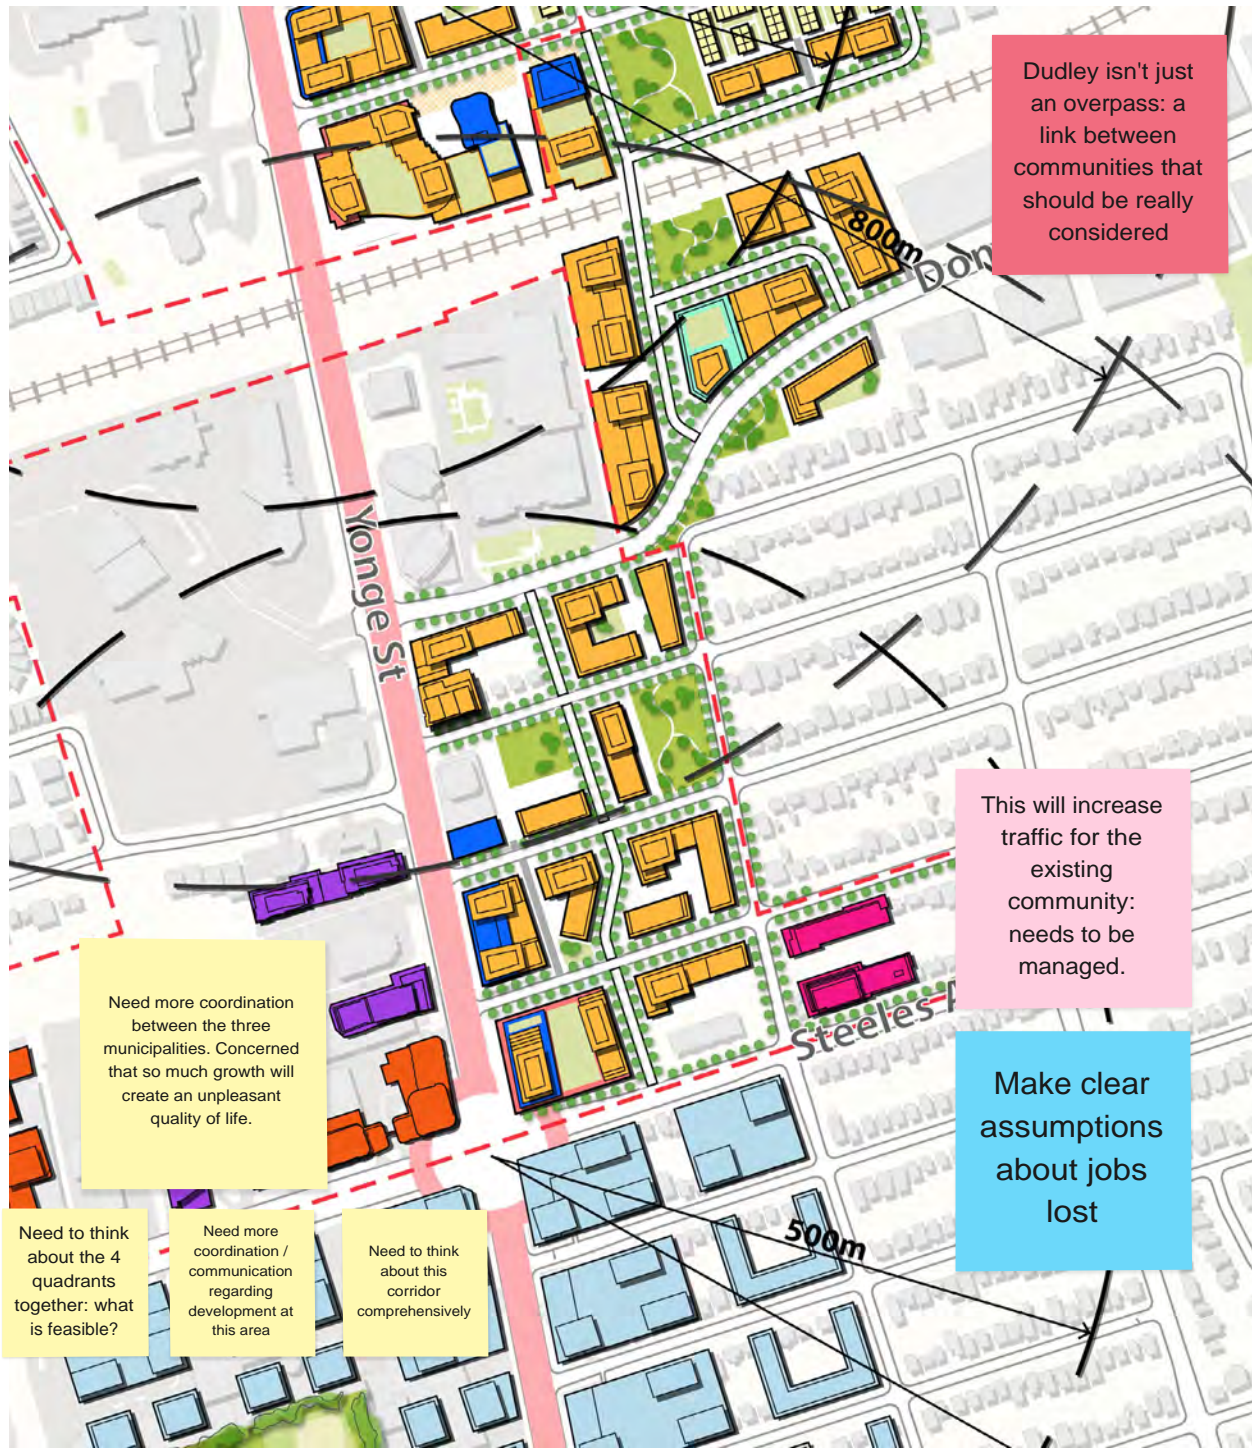 Dudley isn't just
an overpass: a
link between
communities that
should be really
considered
800m
Yonge St
This will increase
traffic for the
existing
community:
needs to be
managed.
Need more coordination
between the three
municipalities. Concerned
that so much growth will
create an unpleasant
quality of life.
Steeles
Make clear
assumptions
about jobs
lost
Need to think
about the 4
quadrants
together: what
is feasible?
Need more
coordination /
communication
regarding
development at
this area
Need to think
about this
corridor
comprehensively
500m